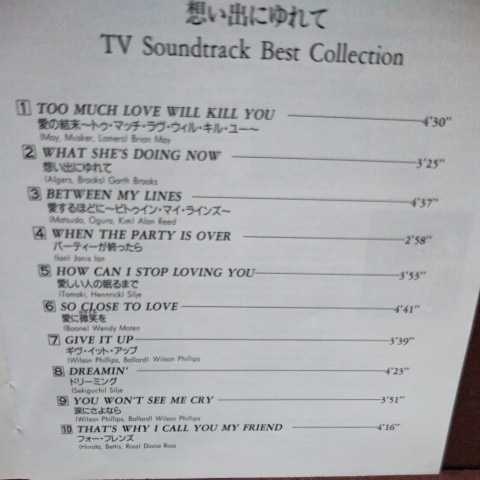 想い出にゆれて
TV Soundtrack Best Collection
1 TOO MUCH LOVE WILL KILL YOU 4'30"
愛の結末〜トゥ・マッチ・ラヴ・ウィル・キル・ユー〜
(May, Musker, Lamers) Brian May
2 WHAT SHE'S DOING NOW 3'25"
想い出にゆれて
(Algers, Brooks) Garth Brooks
3 BETWEEN MY LINES 4'37"
愛するほどに〜ビトウイン・マイ・ラインズ〜
(Matsuda, Ogura, Kim) Alan Reed
4 WHEN THE PARTY IS OVER 2'58"
パーティーが終ったら
(Ian) Janis Ian
5 HOW CAN I STOP LOVING YOU 3'53"
愛しい人の眠るまで
(Tamaki, Hennrick) Silje
6 SO CLOSE TO LOVE 4'41"
愛に微笑を
(Boone) Wendy Moten
7 GIVE IT UP 3'39"
ギヴ・イット・アップ
(Wilson Phillips, Ballard) Wilson Phillips
8 DREAMIN' 4'23"
ドリーミング
(Sekiguchi) Silje
9 YOU WON'T SEE ME CRY 3'51"
涙にさよなら
(Wilson Phillips, Ballard) Wilson Phillips
10 THAT'S WHY I CALL YOU MY FRIEND 4'16"
フォー・フレンズ
(Hirota, Bettis, Ross) Diana Ross